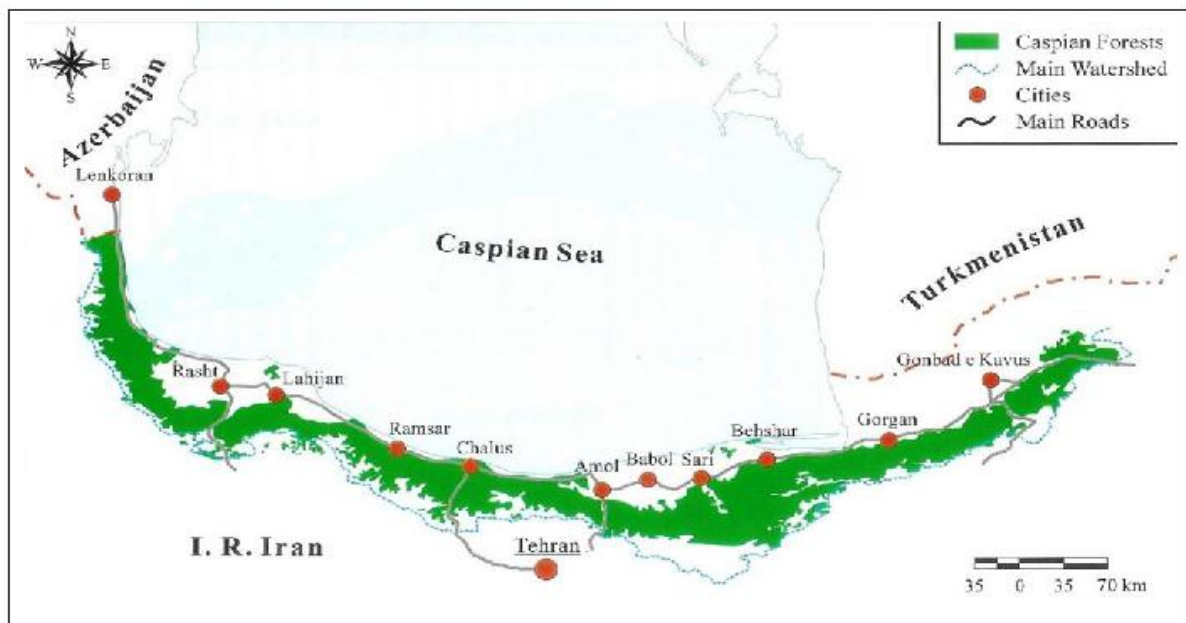 N
W E
S
Caspian Forests
Main Watershed
Cities
Main Roads
Azerbaijan
Lenkoran
Caspian Sea
Turkmenistan
Rasht
Lahijan
Gonbad e Kavus
Ramsar
Chalus
Amol
Babol
Sari
Behshar
Gorgan
I. R. Iran
Tehran
35 0 35 70 km